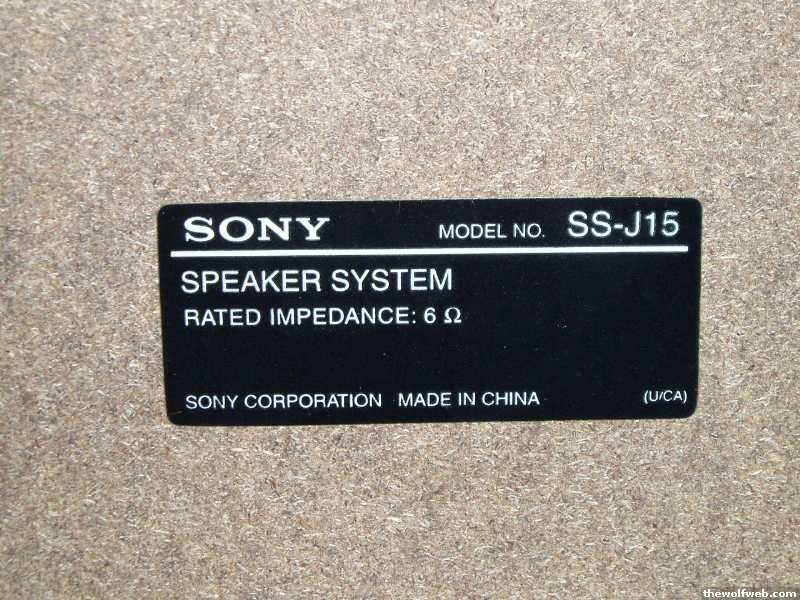 SONY MODEL NO. SS-J15
SPEAKER SYSTEM
RATED IMPEDANCE: 6 Ω
SONY CORPORATION MADE IN CHINA (U/CA)
thewolfweb.com